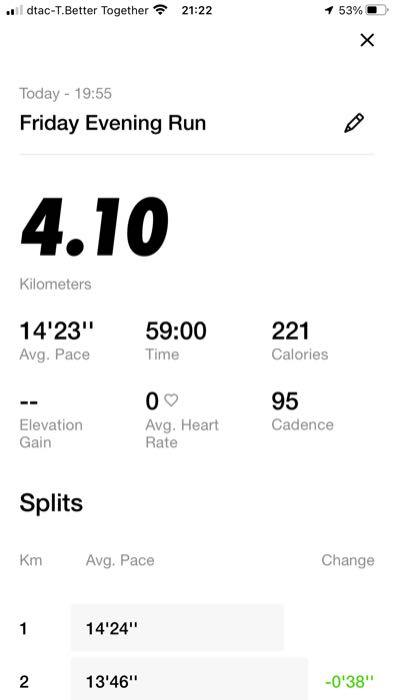 dtac-T.Better Together 21:22 53%
Today - 19:55
Friday Evening Run
4.10
Kilometers
14'23'' 59:00 221
Avg. Pace Time Calories
-- 0 95
Elevation Gain Avg. Heart Rate Cadence
Splits
Km Avg. Pace Change
1 14'24''
2 13'46'' -0'38''